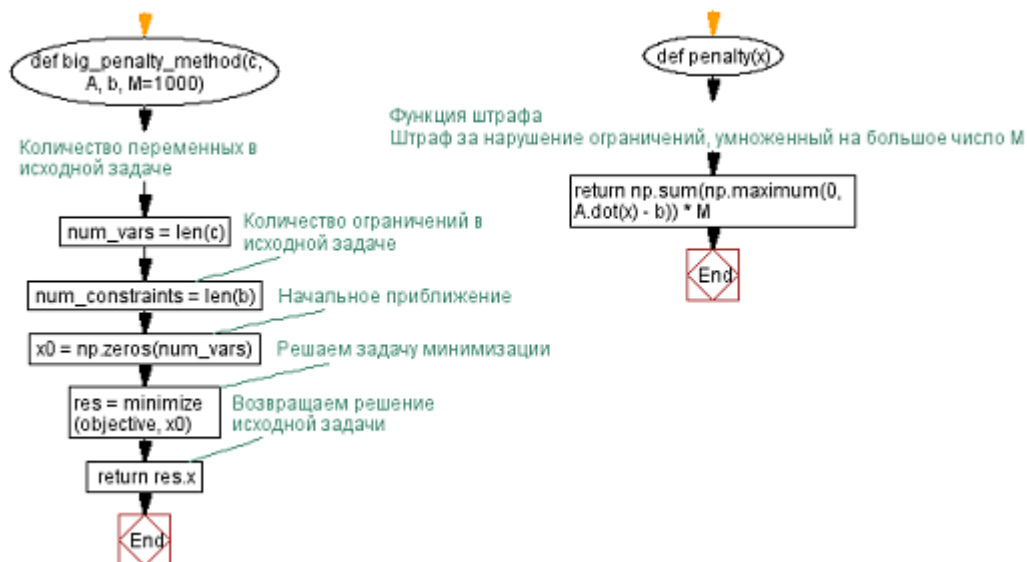 def big_penalty_method(c,
A, b, M=1000)
Количество переменных в
исходной задаче
num_vars = len(c)
Количество ограничений в
исходной задаче
num_constraints = len(b)
Начальное приближение
x0 = np.zeros(num_vars)
Решаем задачу минимизации
res = minimize
(objective, x0)
Возвращаем решение
исходной задачи
return res.x
End
def penalty(x)
Функция штрафа
Штраф за нарушение ограничений, умноженный на большое число М
return np.sum(np.maximum(0,
A.dot(x) - b)) * M
End